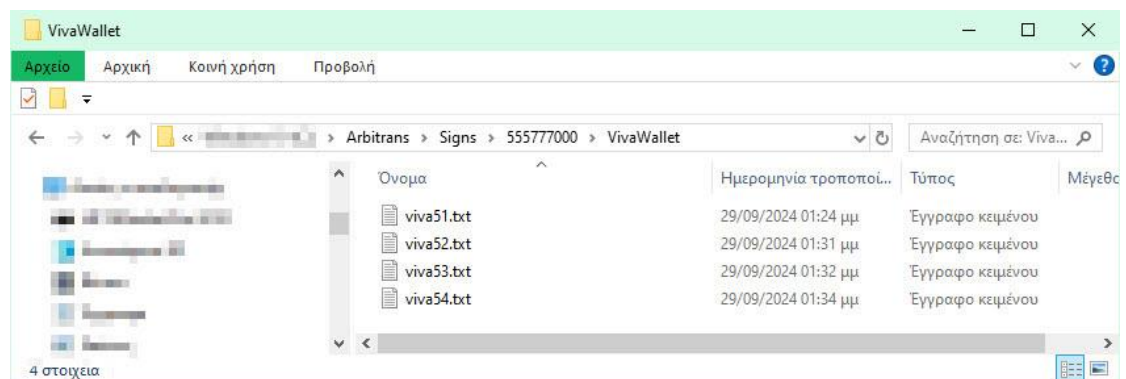 VivaWallet
Αρχείο Αρχική Κοινή χρήση Προβολή
« › Arbitrans › Signs › 555777000 › VivaWallet Αναζήτηση σε: Viva...
Όνομα Ημερομηνία τροποποί... Τύπος Μέγεθο
viva51.txt 29/09/2024 01:24 μμ Έγγραφο κειμένου
viva52.txt 29/09/2024 01:31 μμ Έγγραφο κειμένου
viva53.txt 29/09/2024 01:32 μμ Έγγραφο κειμένου
viva54.txt 29/09/2024 01:34 μμ Έγγραφο κειμένου
4 στοιχεία